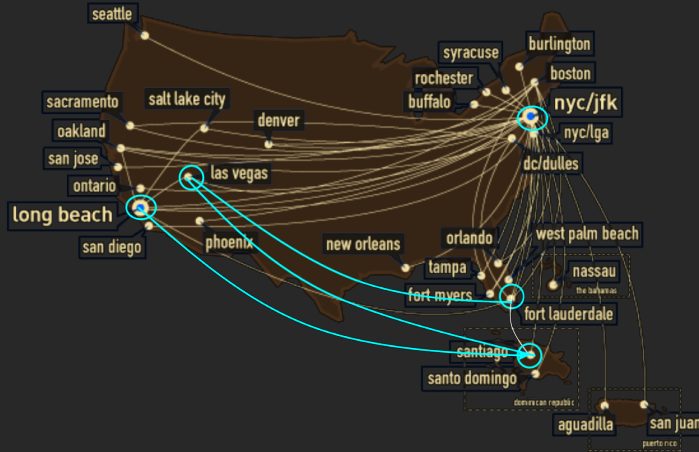 seattle
burlington
syracuse
boston
rochester
nyc/jfk
buffalo
salt lake city
sacramento
denver
oakland
nyc/lga
san jose
dc/dulles
las vegas
ontario
long beach
west palm beach
orlando
phoenix
new orleans
san diego
tampa
nassau
the bahamas
fort myers
fort lauderdale
santiago
santo domingo
dominican republic
aguadilla
san juan
puerto rico